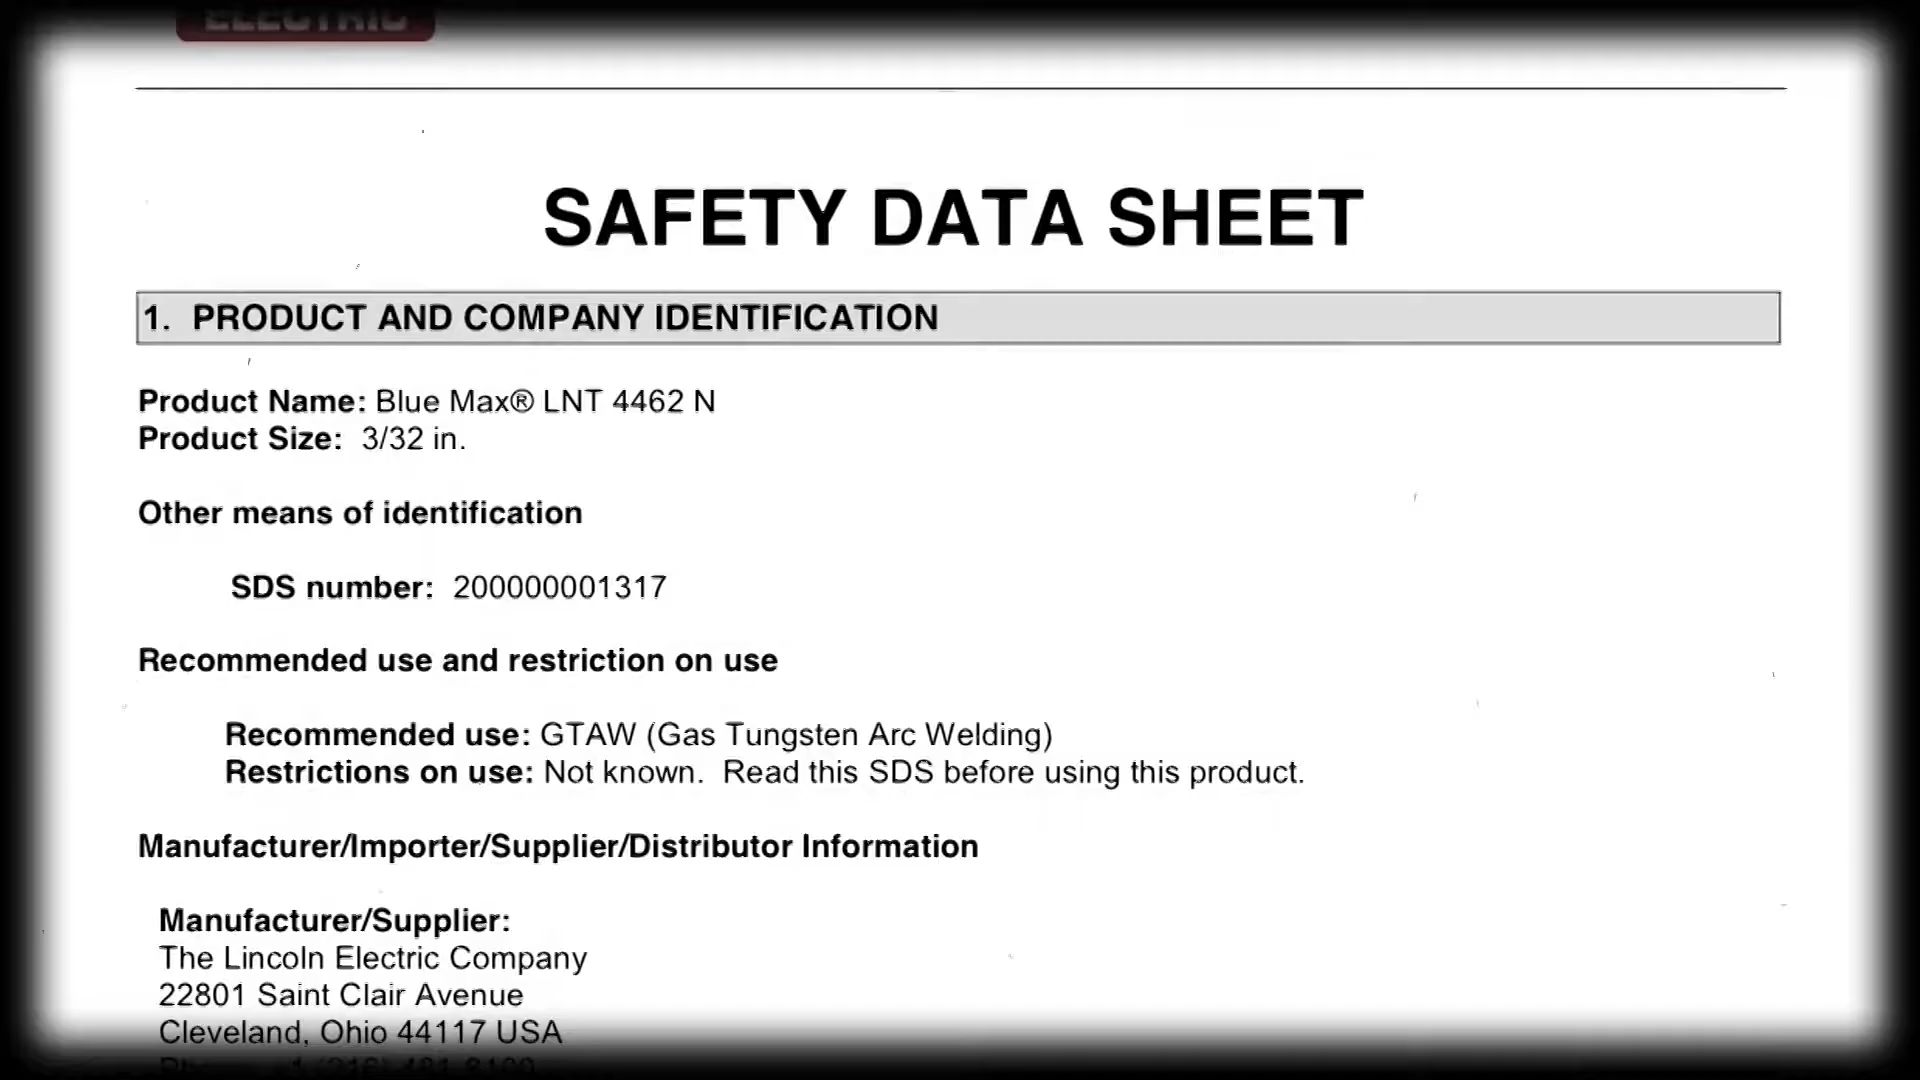 ELECTRIC
SAFETY DATA SHEET
1. PRODUCT AND COMPANY IDENTIFICATION
Product Name: Blue Max® LNT 4462 N
Product Size: 3/32 in.
Other means of identification
SDS number: 200000001317
Recommended use and restriction on use
Recommended use: GTAW (Gas Tungsten Arc Welding)
Restrictions on use: Not known. Read this SDS before using this product.
Manufacturer/Importer/Supplier/Distributor Information
Manufacturer/Supplier:
The Lincoln Electric Company
22801 Saint Clair Avenue
Cleveland, Ohio 44117 USA